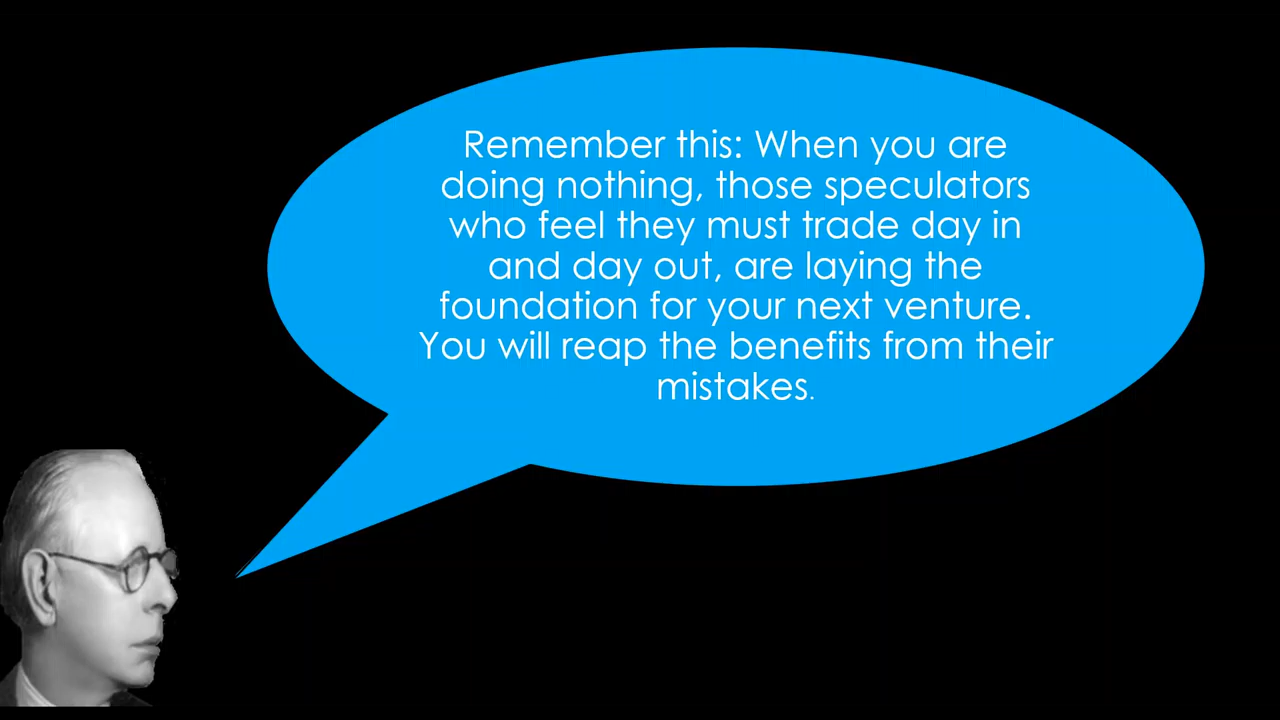 Remember this: When you are
doing nothing, those speculators
who feel they must trade day in
and day out, are laying the
foundation for your next venture.
You will reap the benefits from their
mistakes.